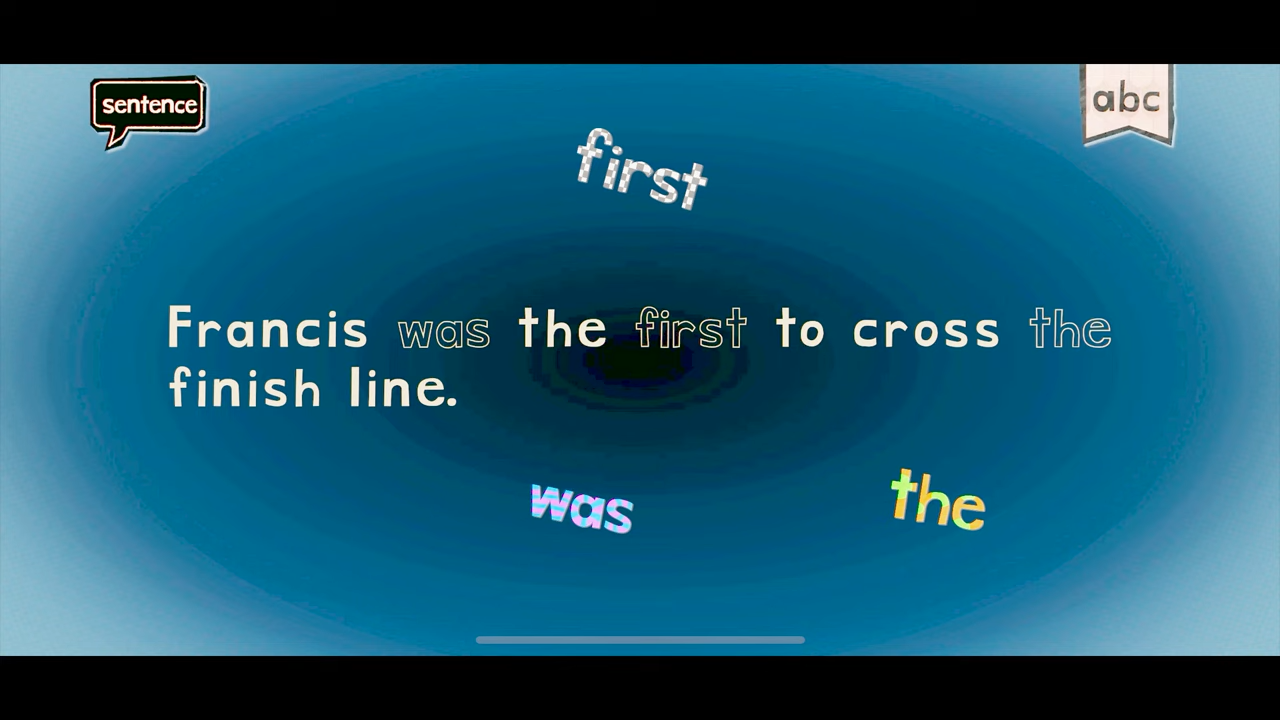 sentence
abc
first
Francis was the first to cross the
finish line.
was
the